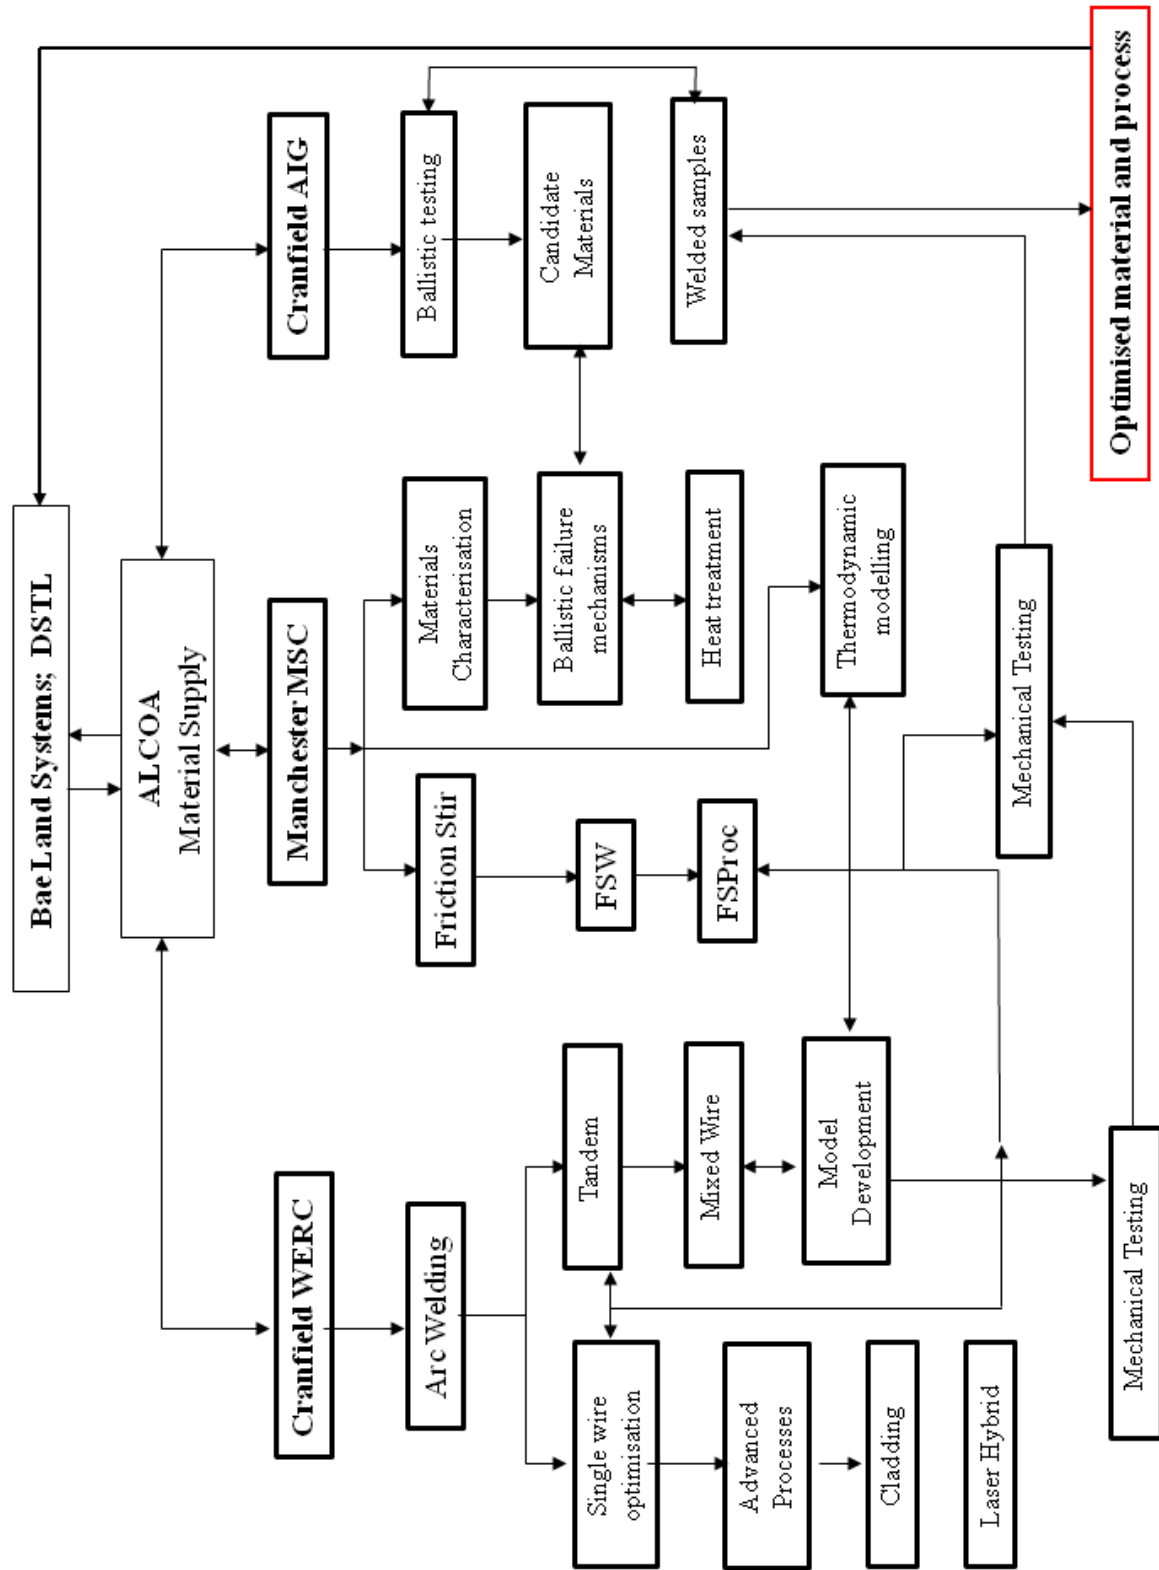 Bae Land Systems; DSTL
ALCOA
Material Supply
Cranfield WERC
Manchester MSC
Cranfield AIG
Arc Welding
Friction Stir
Materials
Characterisation
Ballistic testing
Single wire
optimisation
Tandem
FSW
Ballistic failure
mechanisms
Candidate
Materials
Advanced
Processes
Mixed Wire
FSProc
Heat treatment
Welded samples
Cladding
Model
Development
Thermodynamic
modelling
Laser Hybrid
Mechanical Testing
Mechanical Testing
Optimised material and process